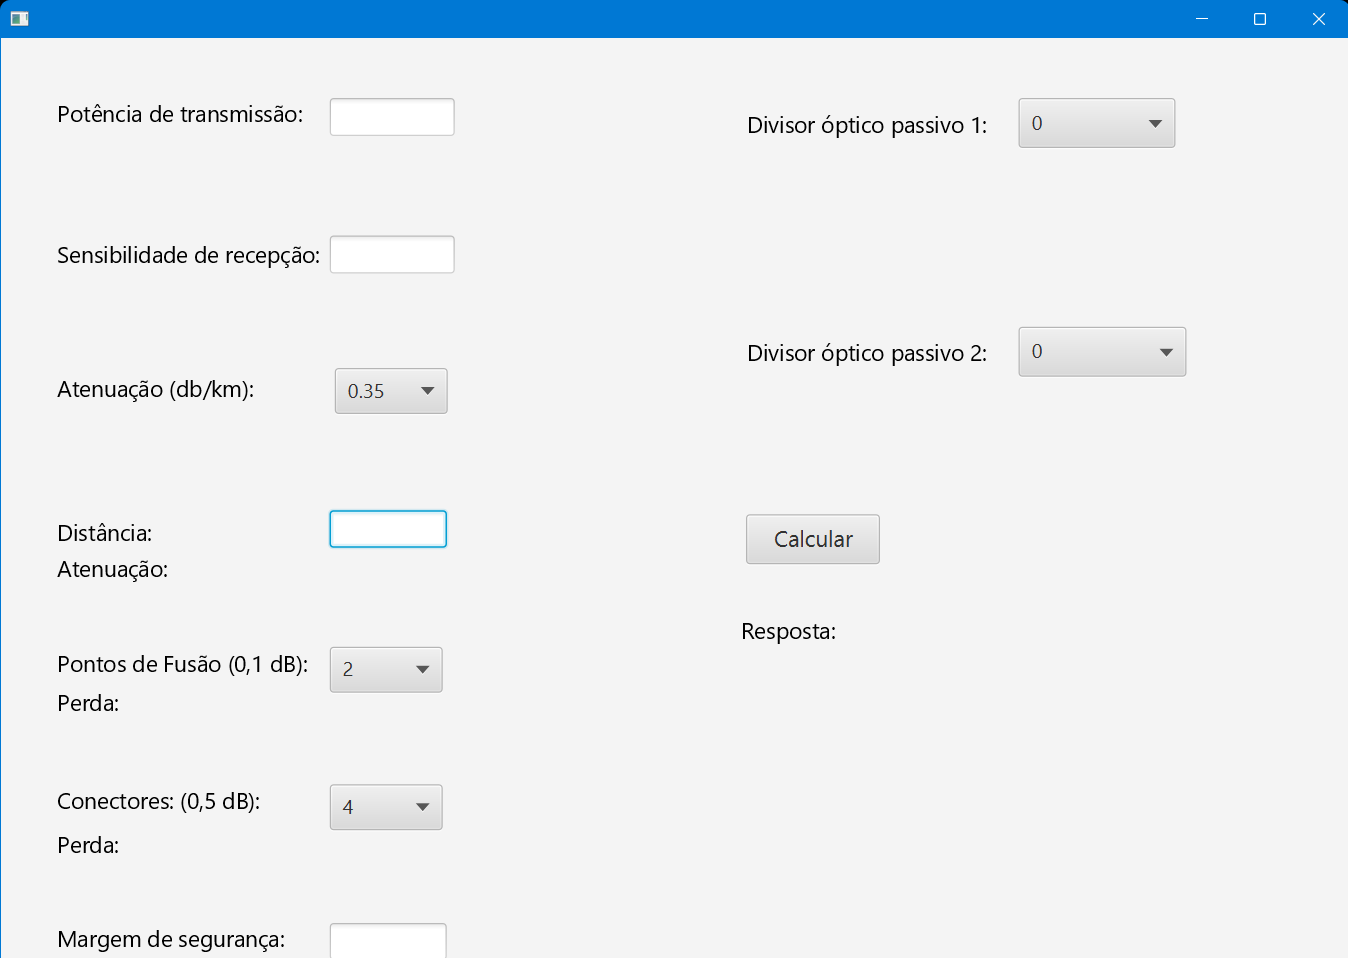 Potência de transmissão:
Sensibilidade de recepção:
Atenuação (db/km): 0.35
Distância:
Atenuação:
Pontos de Fusão (0,1 dB): 2
Perda:
Conectores: (0,5 dB): 4
Perda:
Margem de segurança:
Divisor óptico passivo 1: 0
Divisor óptico passivo 2: 0
Calcular
Resposta: